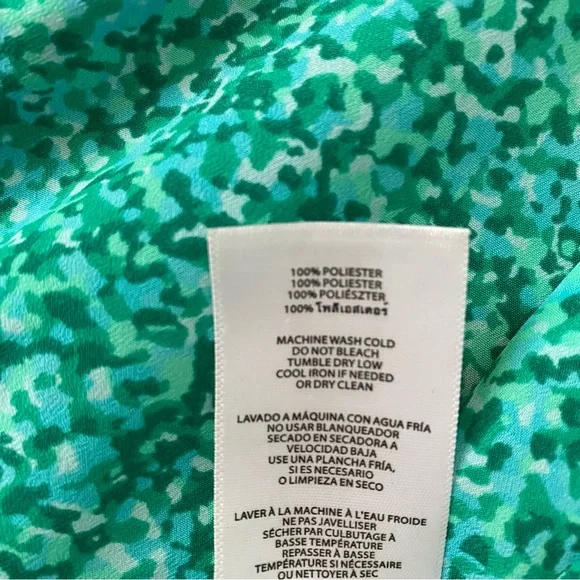 100% POLIESTER
100% POLIESTER
100% POLIÉSZTER
100% โพลีเอสเตอร์
MACHINE WASH COLD
DO NOT BLEACH
TUMBLE DRY LOW
COOL IRON IF NEEDED
OR DRY CLEAN
LAVADO A MÁQUINA CON AGUA FRÍA
NO USAR BLANQUEADOR
SECADO EN SECADORA A
VELOCIDAD BAJA
USE UNA PLANCHA FRÍA,
SI ES NECESARIO
O LIMPIEZA EN SECO
LAVER À LA MACHINE À L'EAU FROIDE
NE PAS JAVELLISER
SÉCHER PAR CULBUTAGE À
BASSE TEMPÉRATURE
REPASSER À BASSE
TEMPÉRATURE SI NÉCESSAIRE
OU NETTOYER À SEC